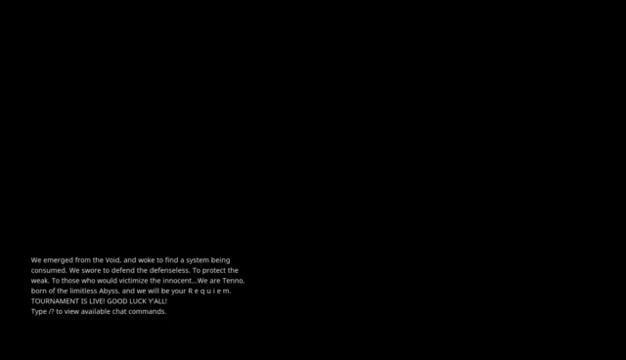 We emerged from the Void, and woke to find a system being
consumed. We swore to defend the defenseless. To protect the
weak. To those who would victimize the innocent...We are Tenno,
born of the limitless Abyss, and we will be your R e q u i e m.
TOURNAMENT IS LIVE! GOOD LUCK Y'ALL!
Type /? to view available chat commands.